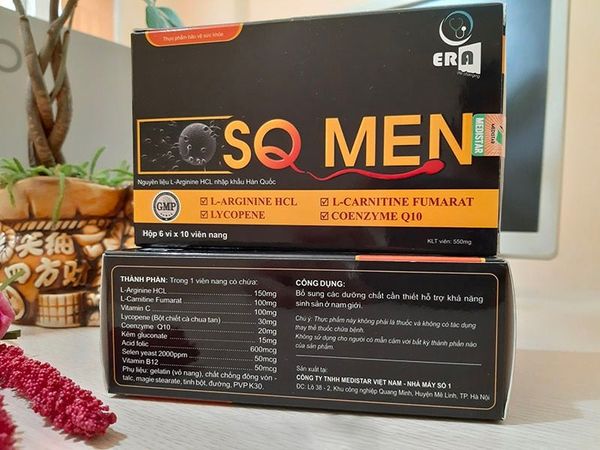 Thực phẩm bảo vệ sức khỏe
ERA
SQ MEN
MEDISTAR
Nguyên liệu L-Arginine HCL nhập khẩu Hàn Quốc
GMP
L-ARGININE HCL
L-CARNITINE FUMARAT
LYCOPENE
COENZYME Q10
Hộp 6 vỉ x 10 viên nang
KLT viên: 550mg
THÀNH PHẦN: Trong 1 viên nang có chứa:
L-Arginine HCL 150mg
L-Carnitine Fumarat 100mg
Vitamin C 100mg
Lycopene (Bột chiết cà chua tan) 30mg
Coenzyme Q10 20mg
Kẽm gluconate 15mg
Acid folic 600mcg
Selen yeast 2000ppm 50mcg
Vitamin B12 50mcg
Phụ liệu: gelatin (vỏ nang), chất chống đông vón -
talc, magie stearate, tinh bột, đường, PVP K30.
CÔNG DỤNG:
Bổ sung các dưỡng chất cần thiết hỗ trợ khả năng
sinh sản ở nam giới.
Chú ý: Thực phẩm này không phải là thuốc và không có tác dụng
thay thế thuốc chữa bệnh.
Không sử dụng cho người có mẫn cảm với bất kỳ thành phần nào
của sản phẩm.
Sản xuất tại:
CÔNG TY TNHH MEDISTAR VIỆT NAM - NHÀ MÁY SỐ 1
ĐC: Lô 38 - 2, Khu công nghiệp Quang Minh, Huyện Mê Linh, TP. Hà Nội